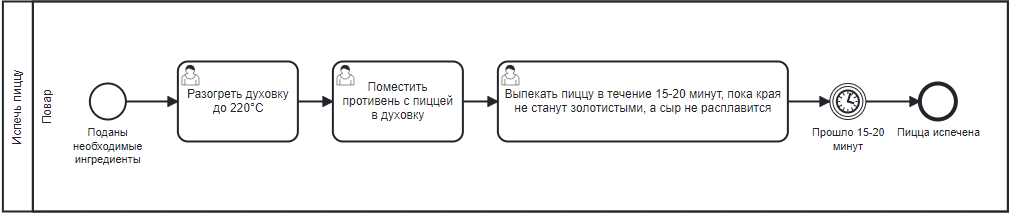 Испечь пиццу
Повар
Поданы
необходимые
ингредиенты
Разогреть духовку
до 220°C
Поместить
противень с пиццей
в духовку
Выпекать пиццу в течение 15-20 минут, пока края
не станут золотистыми, а сыр не расплавится
Прошло 15-20
минут
Пицца испечена